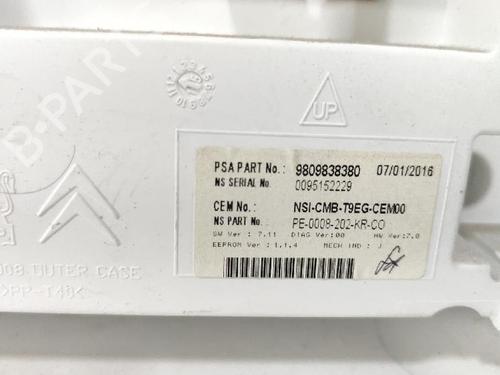 B-PARTS
UP
PSA PART No.: 9809838380 07/01/2016
NS SERIAL No. 0095152229
CEM No.: NSI-CMB-T9EG-CEM00
NS PART No.: PE-0008-202-KR-CO
SW Ver : 7.11 DIAG Ver:00 HW Ver:7.0
EEPROM Ver : 1.1.4 MECH IND : J
OUTER CASE
>PP-T40<